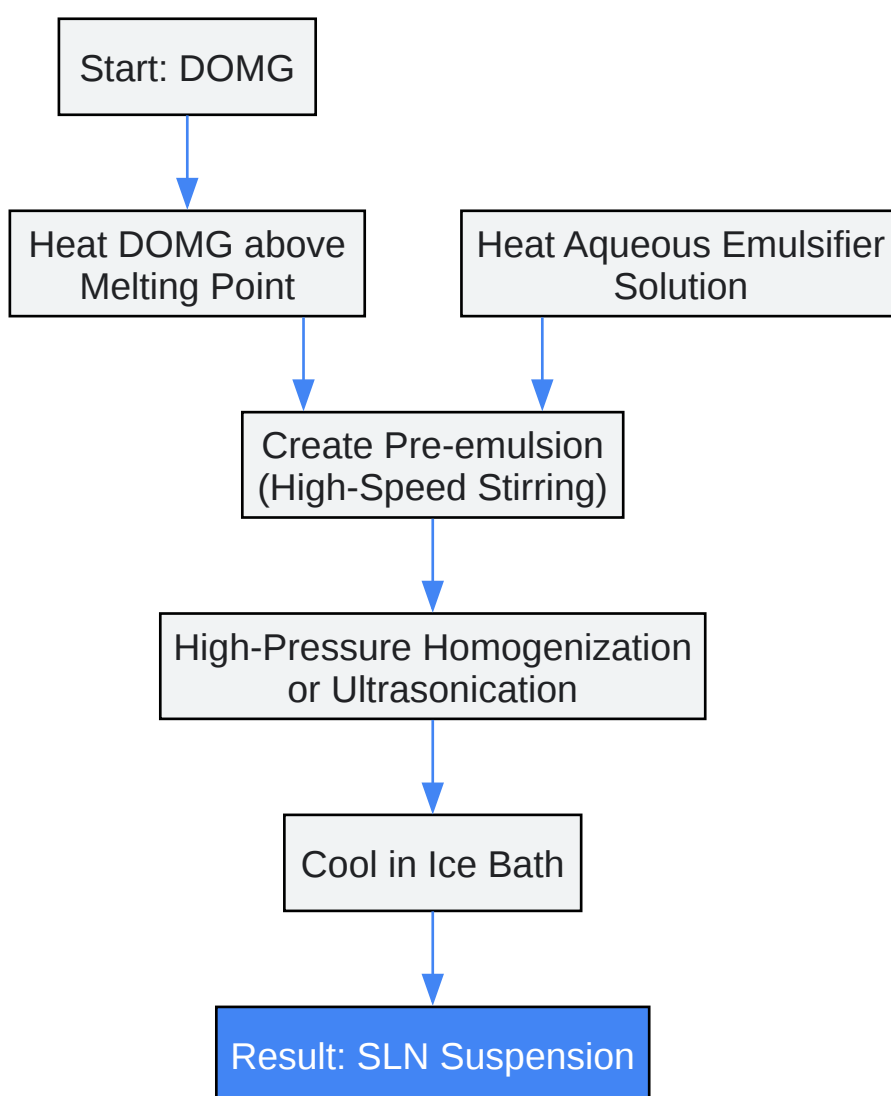 Start: DOMG
Heat DOMG above
Melting Point
Heat Aqueous Emulsifier
Solution
Create Pre-emulsion
(High-Speed Stirring)
High-Pressure Homogenization
or Ultrasonication
Cool in Ice Bath
Result: SLN Suspension